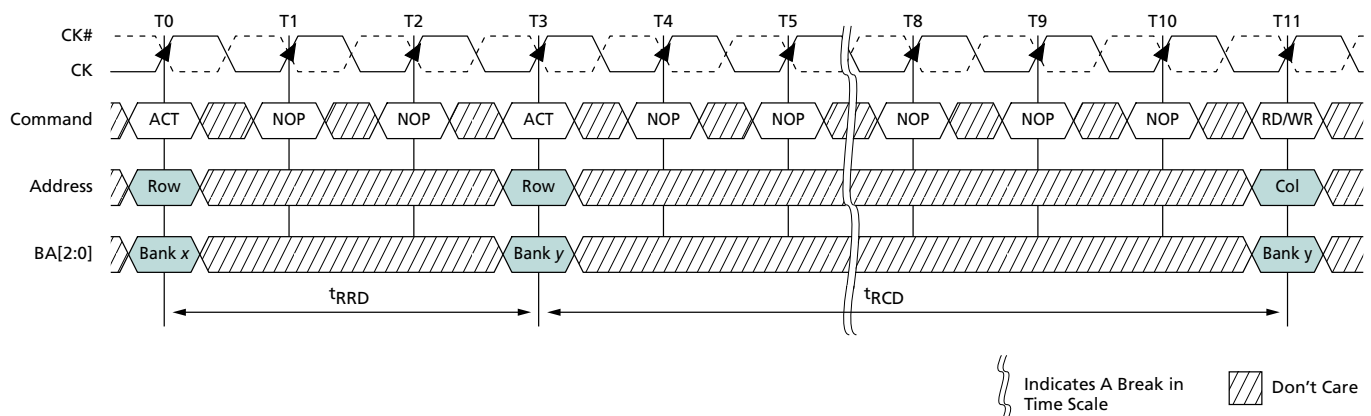 T0 T1 T2 T3 T4 T5 T8 T9 T10 T11
CK#
CK
Command ACT NOP NOP ACT NOP NOP NOP NOP NOP RD/WR
Address Row Row Col
BA[2:0] Bank x Bank y Bank y
tRRD tRCD
Indicates A Break in
Time Scale
Don't Care